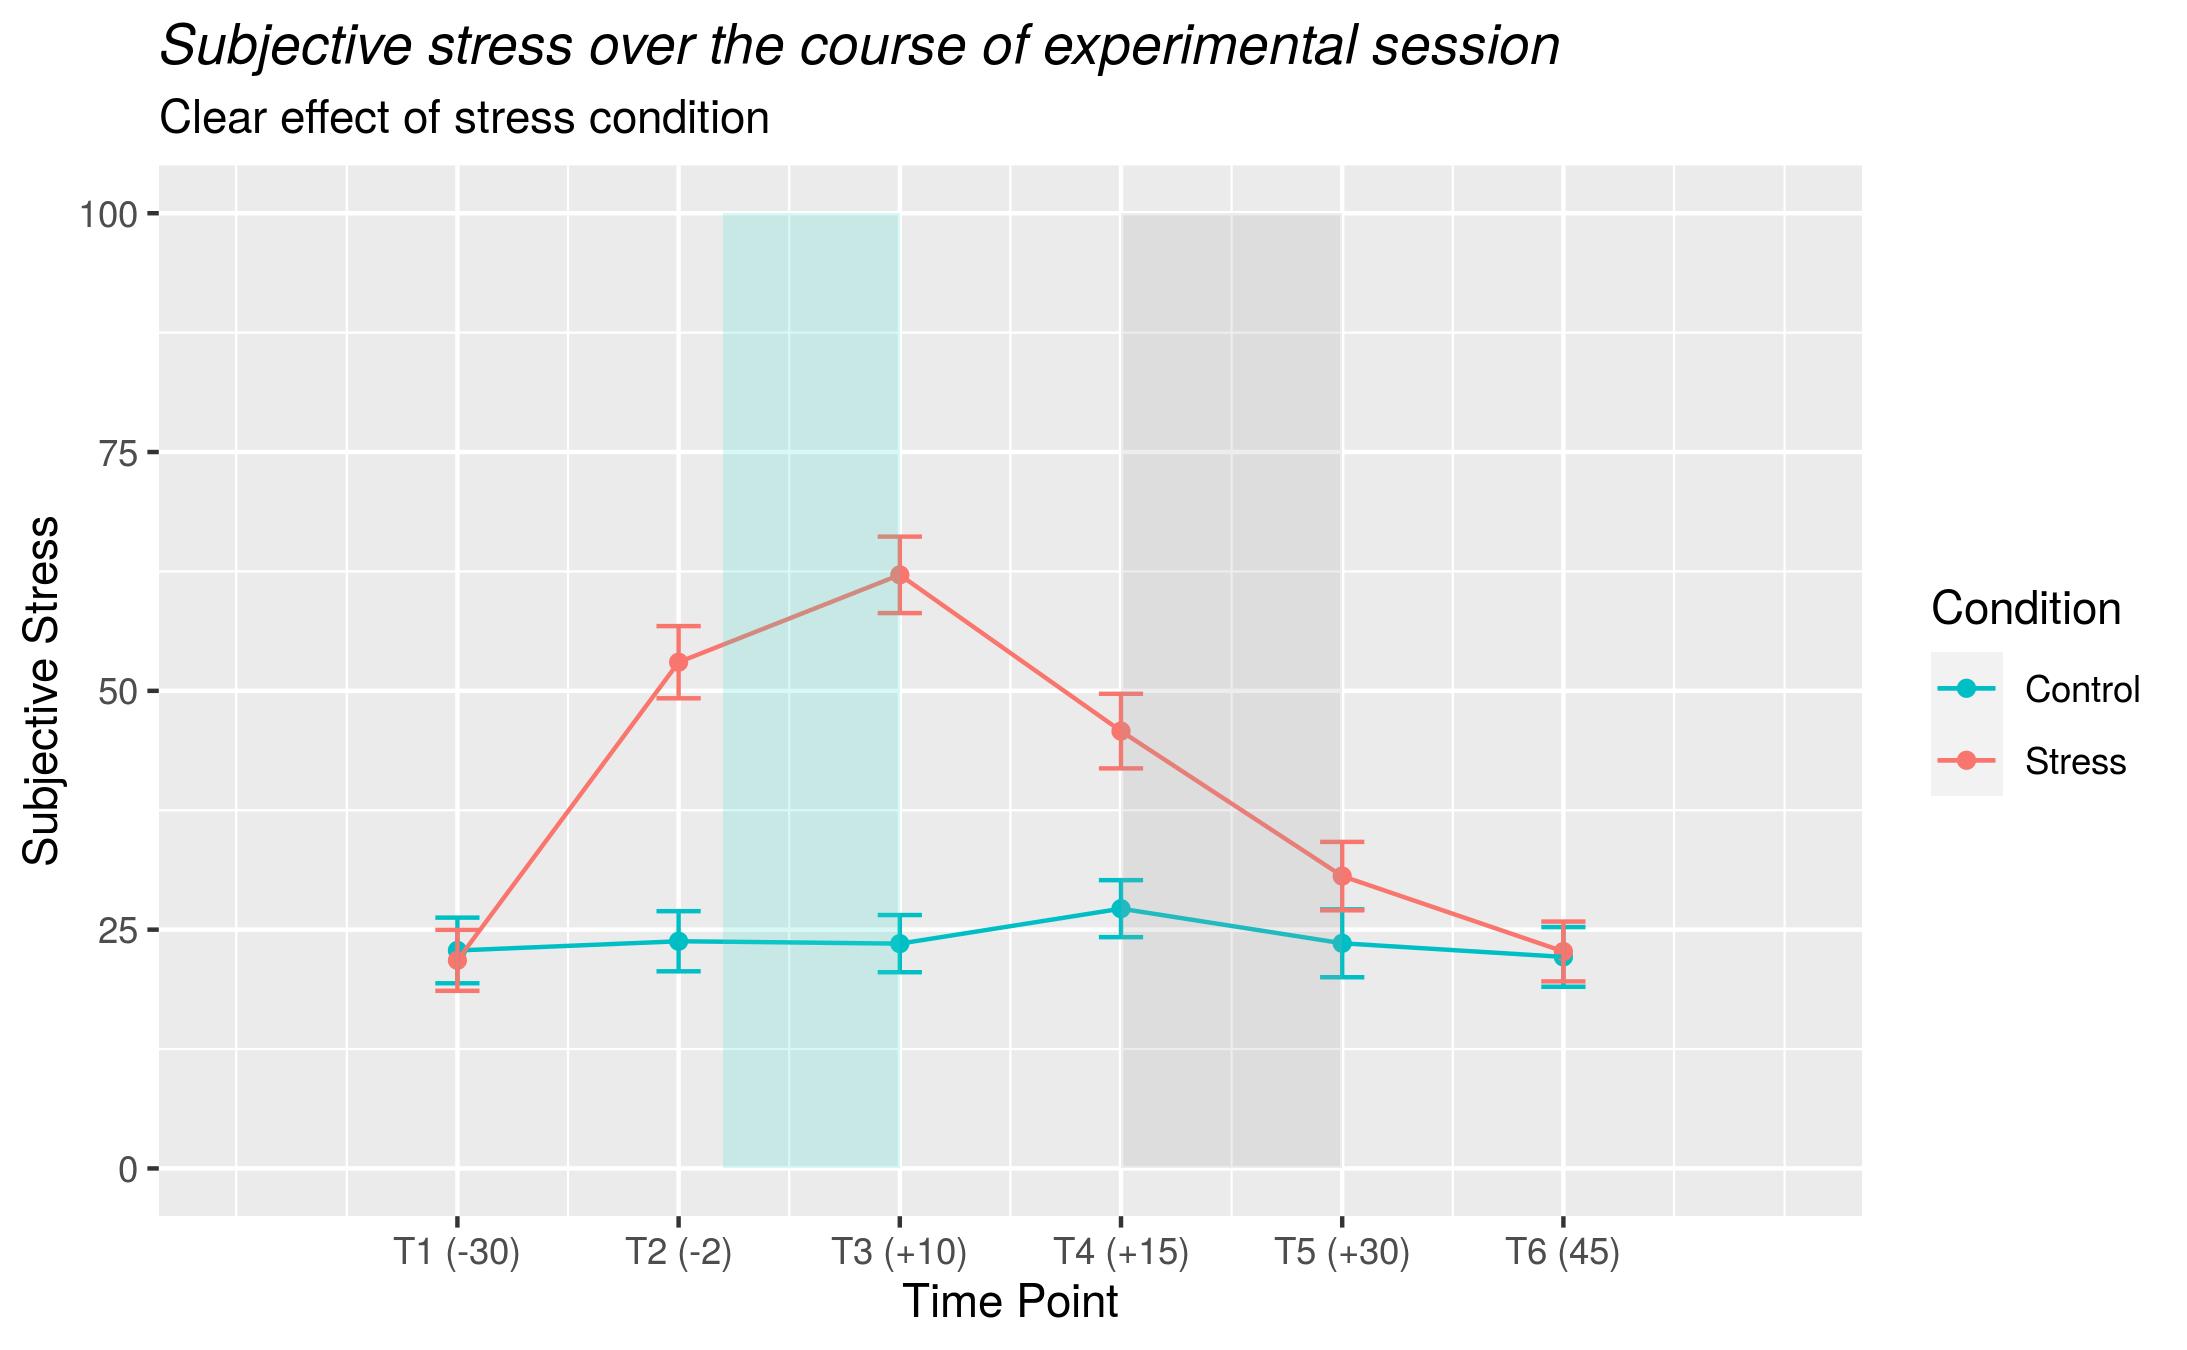 Subjective stress over the course of experimental session
Clear effect of stress condition
Subjective Stress
100
75
50
25
0
T1 (-30) T2 (-2) T3 (+10) T4 (+15) T5 (+30) T6 (45)
Time Point
Condition
Control
Stress